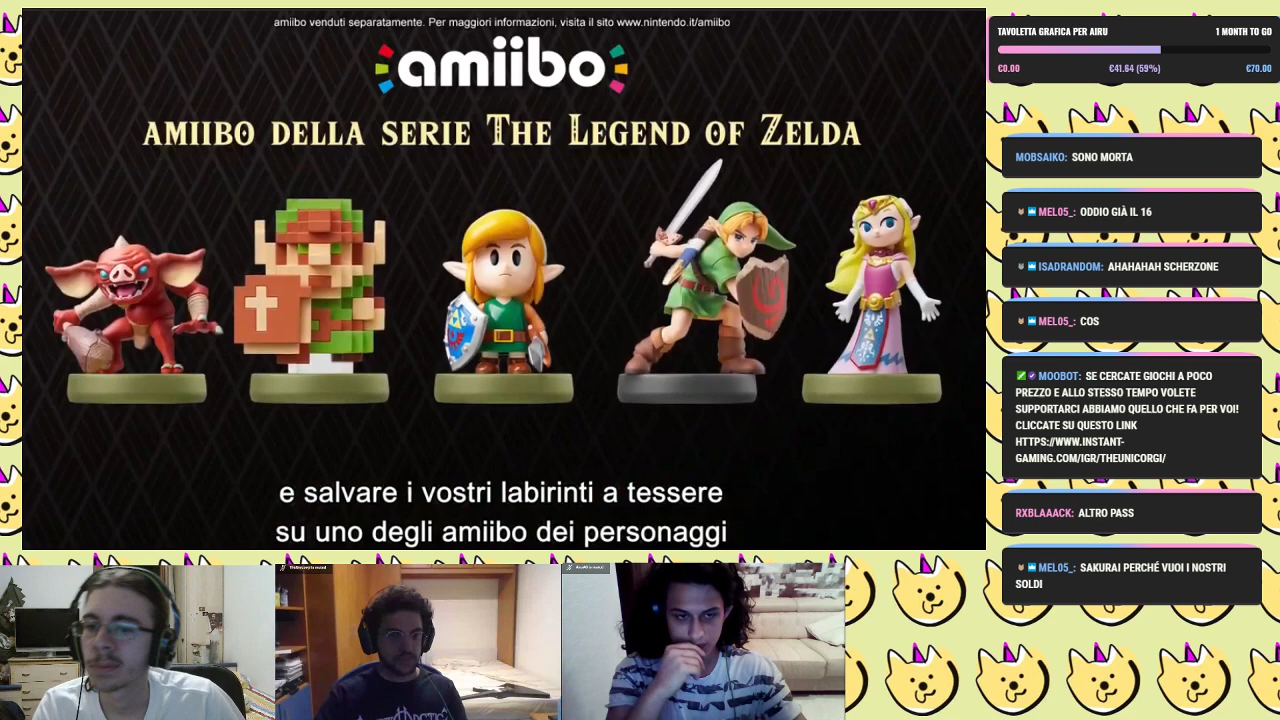 amiibo venduti separatamente. Per maggiori informazioni, visita il sito www.nintendo.it/amiibo
amiibo
AMIIBO DELLA SERIE THE LEGEND OF ZELDA
e salvare i vostri labirinti a tessere
su uno degli amiibo dei personaggi
TAVOLETTA GRAFICA PER AIRU 1 MONTH TO GO
€0.00 €41.64 (59%) €70.00
MOBSAIKO: SONO MORTA
MEL05_: ODDIO GIÀ IL 16
ISADRANDOM: AHAHAHAH SCHERZONE
MEL05_: COS
MOOBOT: SE CERCATE GIOCHI A POCO
PREZZO E ALLO STESSO TEMPO VOLETE
SUPPORTARCI ABBIAMO QUELLO CHE FA PER VOI!
CLICCATE SU QUESTO LINK
HTTPS://WWW.INSTANT-
GAMING.COM/IGR/THEUNICORGI/
RXBLAAACK: ALTRO PASS
MEL05_: SAKURAI PERCHÉ VUOI I NOSTRI
SOLDI